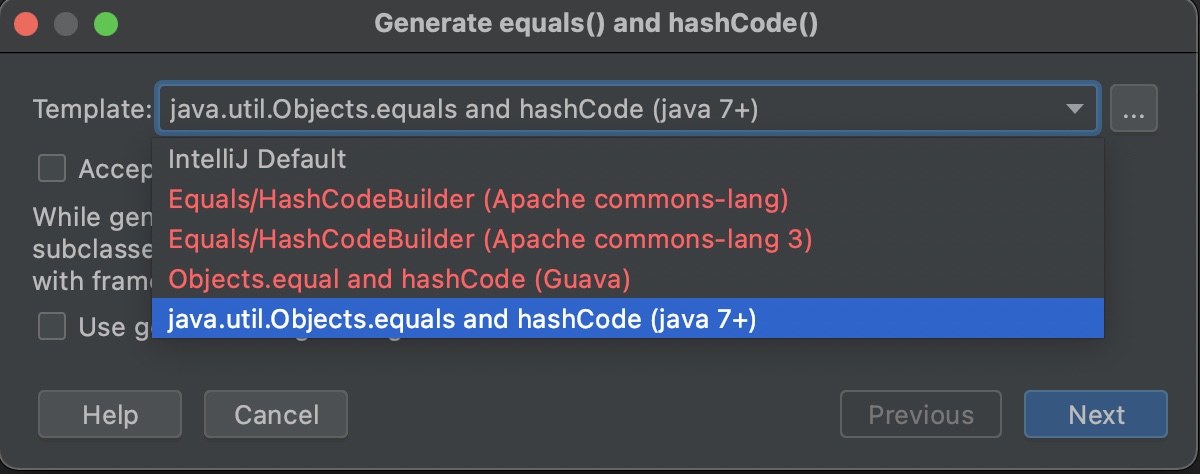 Generate equals() and hashCode()
Template: java.util.Objects.equals and hashCode (java 7+) ...
IntelliJ Default
Equals/HashCodeBuilder (Apache commons-lang)
Equals/HashCodeBuilder (Apache commons-lang 3)
Objects.equal and hashCode (Guava)
java.util.Objects.equals and hashCode (java 7+)
Accep
While gen
subclasse
with fram
Use g
Help Cancel Previous Next